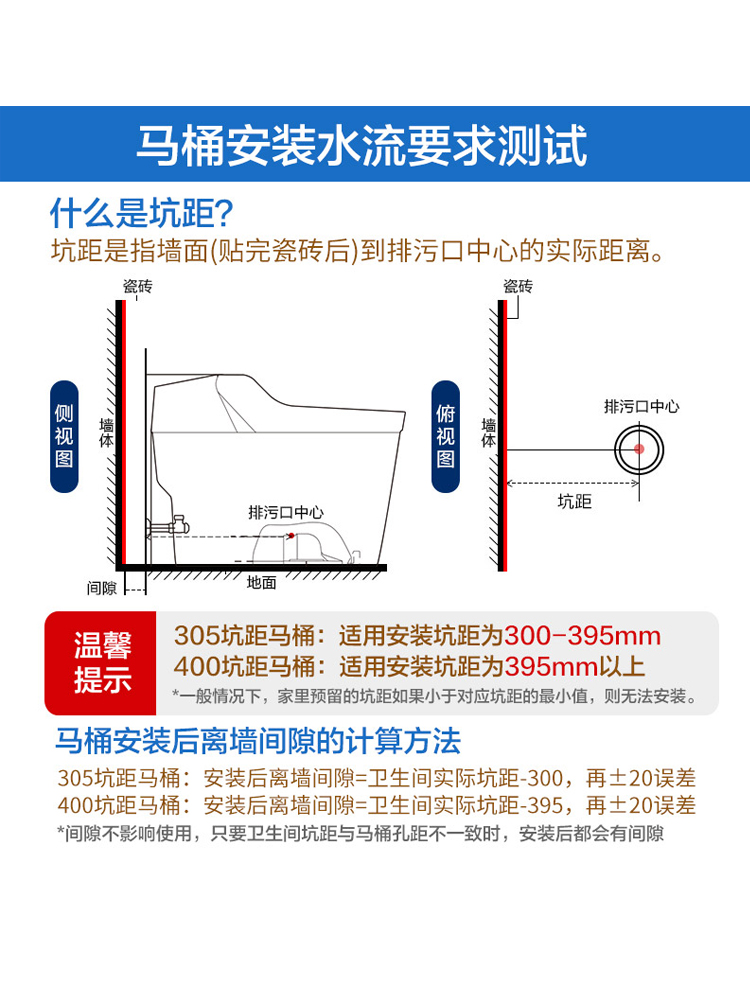 马桶安装水流要求测试
什么是坑距?
坑距是指墙面(贴完瓷砖后)到排污口中心的实际距离。
瓷砖
瓷砖
侧视图
墙体
排污口中心
间隙
地面
俯视图
墙体
排污口中心
坑距
温馨
提示
305坑距马桶：适用安装坑距为300-395mm
400坑距马桶：适用安装坑距为395mm以上
*一般情况下，家里预留的坑距如果小于对应坑距的最小值，则无法安装。
马桶安装后离墙间隙的计算方法
305坑距马桶：安装后离墙间隙=卫生间实际坑距-300，再±20误差
400坑距马桶：安装后离墙间隙=卫生间实际坑距-395，再±20误差
*间隙不影响使用，只要卫生间坑距与马桶孔距不一致时，安装后都会有间隙